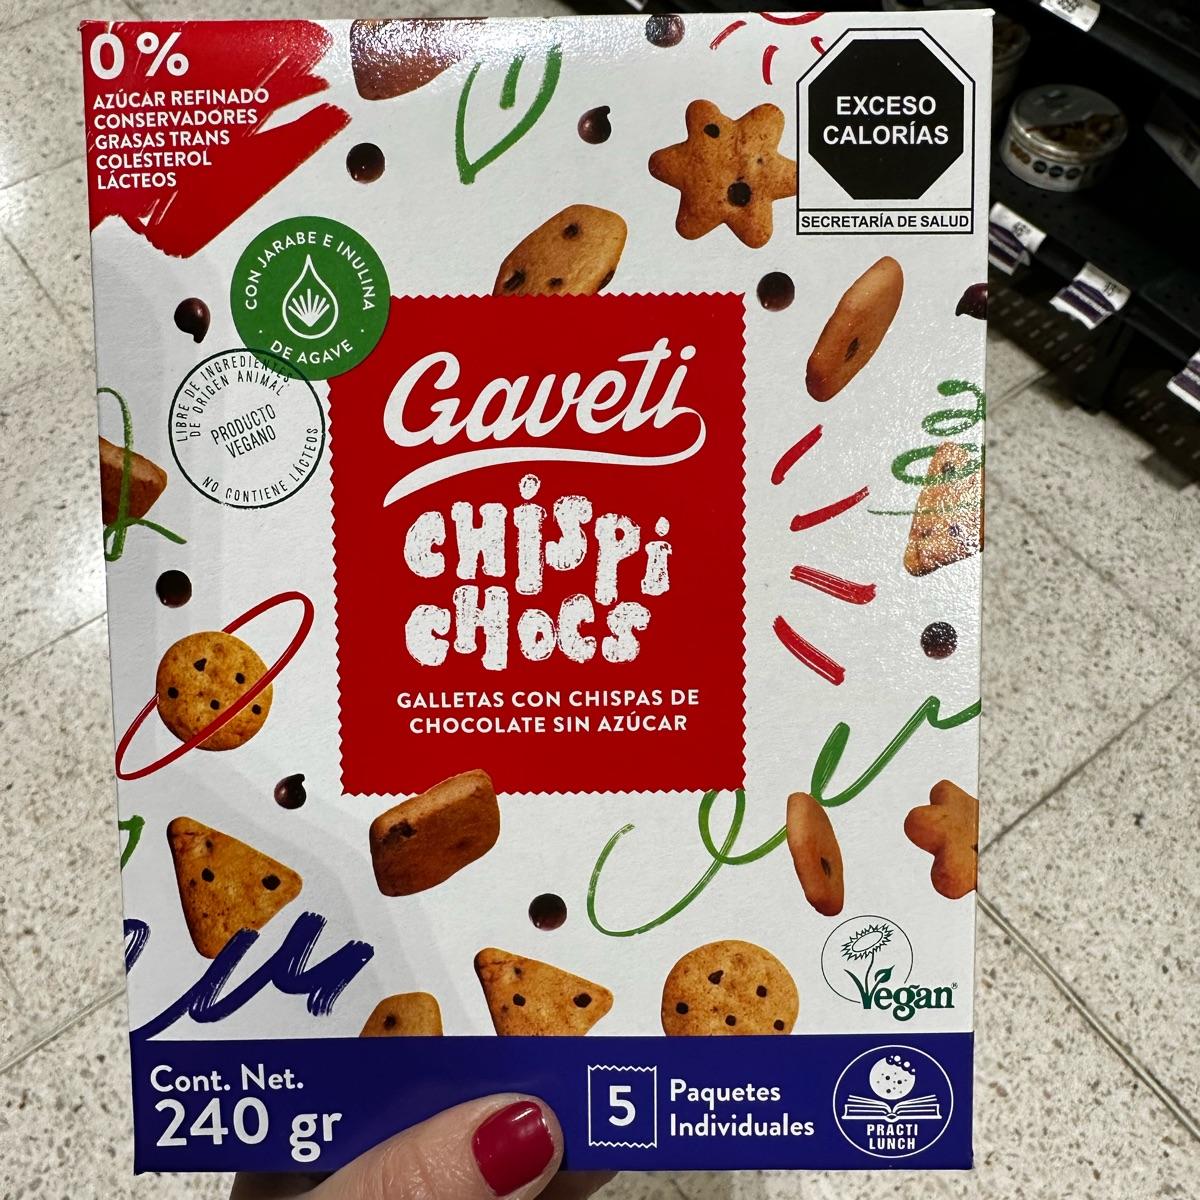 0%
AZÚCAR REFINADO
CONSERVADORES
GRASAS TRANS
COLESTEROL
LÁCTEOS
EXCESO
CALORÍAS
SECRETARÍA DE SALUD
CON JARABE E INULINA
DE AGAVE
LIBRE DE INGREDIENTES
DE ORIGEN ANIMAL
PRODUCTO
VEGANO
NO CONTIENE LÁCTEOS
Gaveti
CHiSPi
CHOCS
GALLETAS CON CHISPAS DE
CHOCOLATE SIN AZÚCAR
Vegan®
Cont. Net.
240 gr
5
Paquetes
Individuales
PRACTI
LUNCH